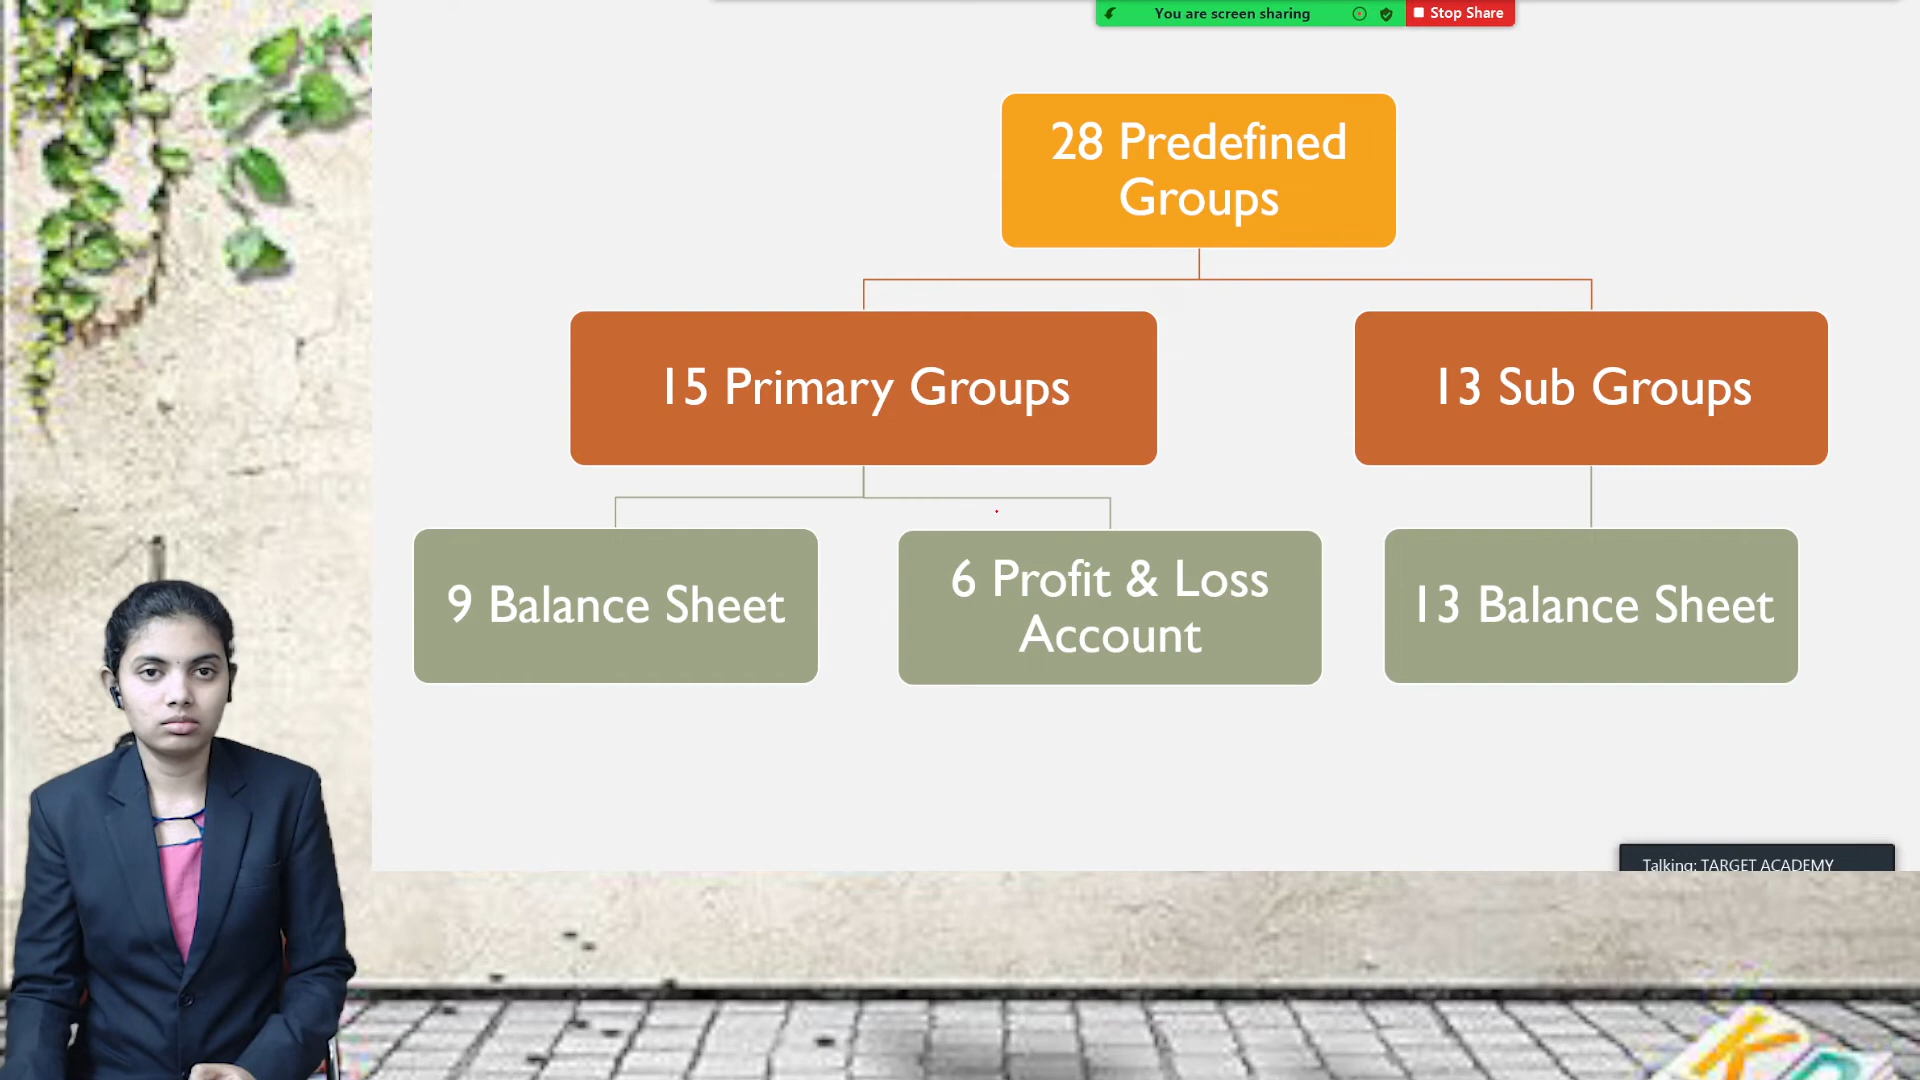 You are screen sharing
Stop Share
28 Predefined
Groups
15 Primary Groups
13 Sub Groups
9 Balance Sheet
6 Profit & Loss
Account
13 Balance Sheet
Talking: TARGET ACADEMY